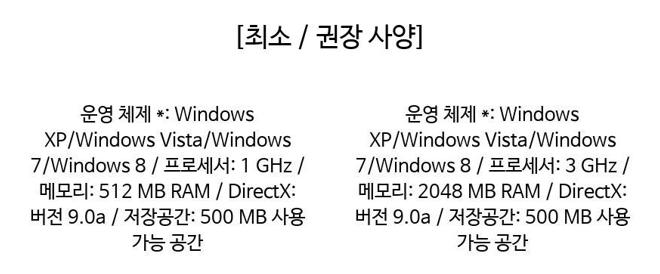 [최소 / 권장 사양]
운영 체제 *: Windows
XP/Windows Vista/Windows
7/Windows 8 / 프로세서: 1 GHz /
메모리: 512 MB RAM / DirectX:
버전 9.0a / 저장공간: 500 MB 사용
가능 공간
운영 체제 *: Windows
XP/Windows Vista/Windows
7/Windows 8 / 프로세서: 3 GHz /
메모리: 2048 MB RAM / DirectX:
버전 9.0a / 저장공간: 500 MB 사용
가능 공간